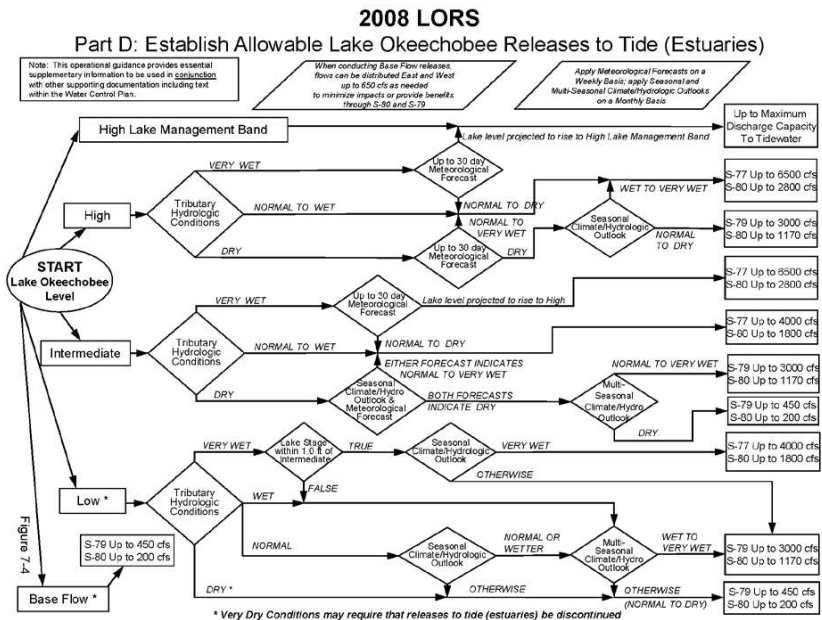 2008 LORS
Part D: Establish Allowable Lake Okeechobee Releases to Tide (Estuaries)
Note: This operational guidance provides essential
supplementary information to be used in conjunction
with other supporting documentation including text
within the Water Control Plan.
When conducting Base Flow releases,
flows can be distributed East and West
up to 650 cfs as needed
to minimize impacts or provide benefits
through S-80 and S-79
Apply Meteorological Forecasts on a
Weekly Basis; apply Seasonal and
Multi-Seasonal Climate/Hydrologic Outlooks
on a Monthly Basis
High Lake Management Band
Lake level projected to rise to High Lake Management Band
Up to Maximum
Discharge Capacity
To Tidewater
VERY WET
Up to 30 day
Meteorological
Forecast
S-77 Up to 6500 cfs
S-80 Up to 2800 cfs
WET TO VERY WET
High
Tributary
Hydrologic
Conditions
NORMAL TO WET
NORMAL TO DRY
NORMAL TO
VERY WET
Seasonal
Climate/Hydrologic
Outlook
NORMAL
TO DRY
S-79 Up to 3000 cfs
S-80 Up to 1170 cfs
DRY
Up to 30 day
Meteorological
Forecast
DRY
START
Lake Okeechobee
Level
VERY WET
Up to 30 day
Meteorological
Forecast
Lake level projected to rise to High
S-77 Up to 6500 cfs
S-80 Up to 2800 cfs
Intermediate
Tributary
Hydrologic
Conditions
NORMAL TO WET
NORMAL TO DRY
S-77 Up to 4000 cfs
S-80 Up to 1800 cfs
EITHER FORECAST INDICATES
NORMAL TO VERY WET
DRY
Seasonal
Climate/Hydro
Outlook &
Meteorological
Forecast
BOTH FORECASTS
INDICATE DRY
Multi-
Seasonal
Climate/Hydro
Outlook
NORMAL TO VERY WET
S-79 Up to 3000 cfs
S-80 Up to 1170 cfs
DRY
S-79 Up to 450 cfs
S-80 Up to 200 cfs
VERY WET
Lake Stage
within 1.0 ft of
Intermediate
TRUE
Seasonal
Climate/Hydrologic
Outlook
VERY WET
S-77 Up to 4000 cfs
S-80 Up to 1800 cfs
OTHERWISE
FALSE
Low *
Tributary
Hydrologic
Conditions
WET
NORMAL
Seasonal
Climate/Hydrologic
Outlook
NORMAL OR
WETTER
Multi-
Seasonal
Climate/Hydro
Outlook
WET TO
VERY WET
S-79 Up to 3000 cfs
S-80 Up to 1170 cfs
Figure 7-4
S-79 Up to 450 cfs
S-80 Up to 200 cfs
Base Flow *
DRY *
OTHERWISE
OTHERWISE
(NORMAL TO DRY)
S-79 Up to 450 cfs
S-80 Up to 200 cfs
* Very Dry Conditions may require that releases to tide (estuaries) be discontinued